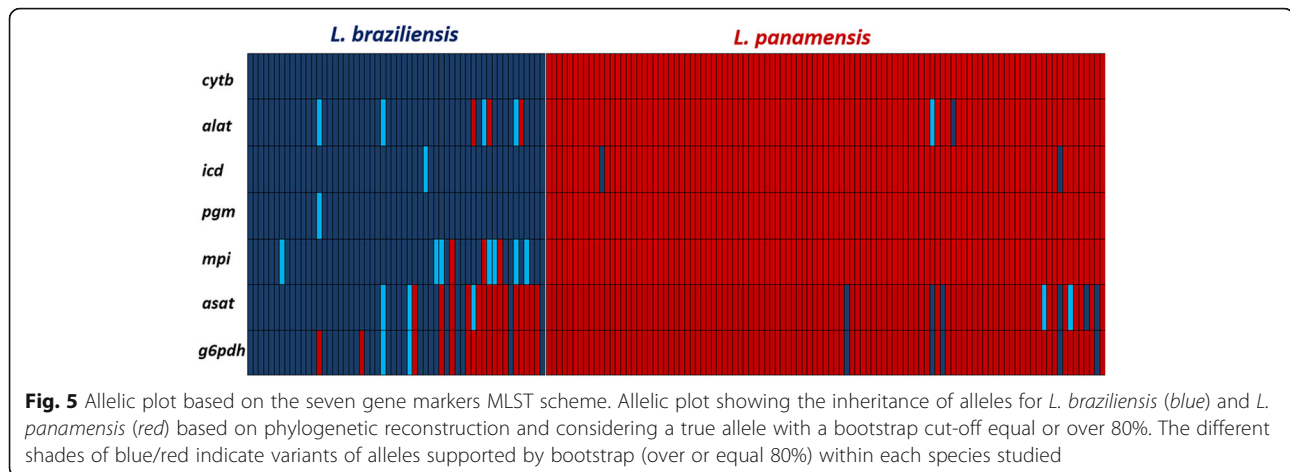 L. braziliensis
L. panamensis
cytb
alat
icd
pgm
mpi
asat
g6pdh
Fig. 5 Allelic plot based on the seven gene markers MLST scheme. Allelic plot showing the inheritance of alleles for L. braziliensis (blue) and L.
panamensis (red) based on phylogenetic reconstruction and considering a true allele with a bootstrap cut-off equal or over 80%. The different
shades of blue/red indicate variants of alleles supported by bootstrap (over or equal 80%) within each species studied